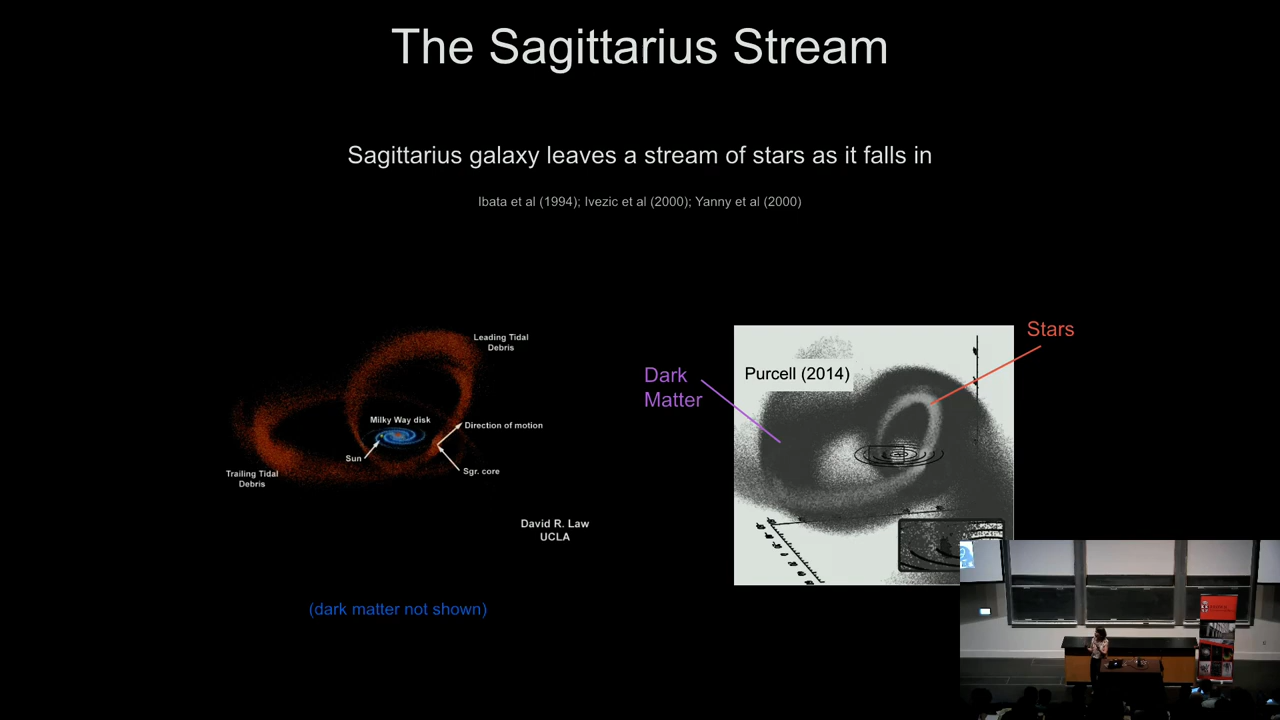 The Sagittarius Stream
Sagittarius galaxy leaves a stream of stars as it falls in
Ibata et al (1994); Ivezic et al (2000); Yanny et al (2000)
Leading Tidal
Debris
Milky Way disk
Direction of motion
Sun
Sgr. core
Trailing Tidal
Debris
David R. Law
UCLA
(dark matter not shown)
Stars
Dark
Matter
Purcell (2014)